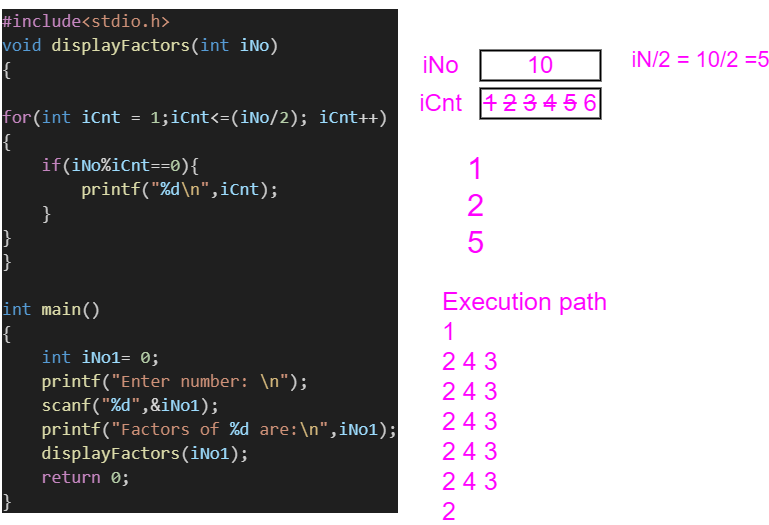 #include<stdio.h>
void displayFactors(int iNo)
{
for(int iCnt = 1;iCnt<=(iNo/2); iCnt++)
{
if(iNo%iCnt==0){
printf("%d\n",iCnt);
}
}
}
int main()
{
int iNo1= 0;
printf("Enter number: \n");
scanf("%d",&iNo1);
printf("Factors of %d are:\n",iNo1);
displayFactors(iNo1);
return 0;
}
iNo 10 iN/2 = 10/2 =5
iCnt 1 2 3 4 5 6
1
2
5
Execution path
1
2 4 3
2 4 3
2 4 3
2 4 3
2 4 3
2